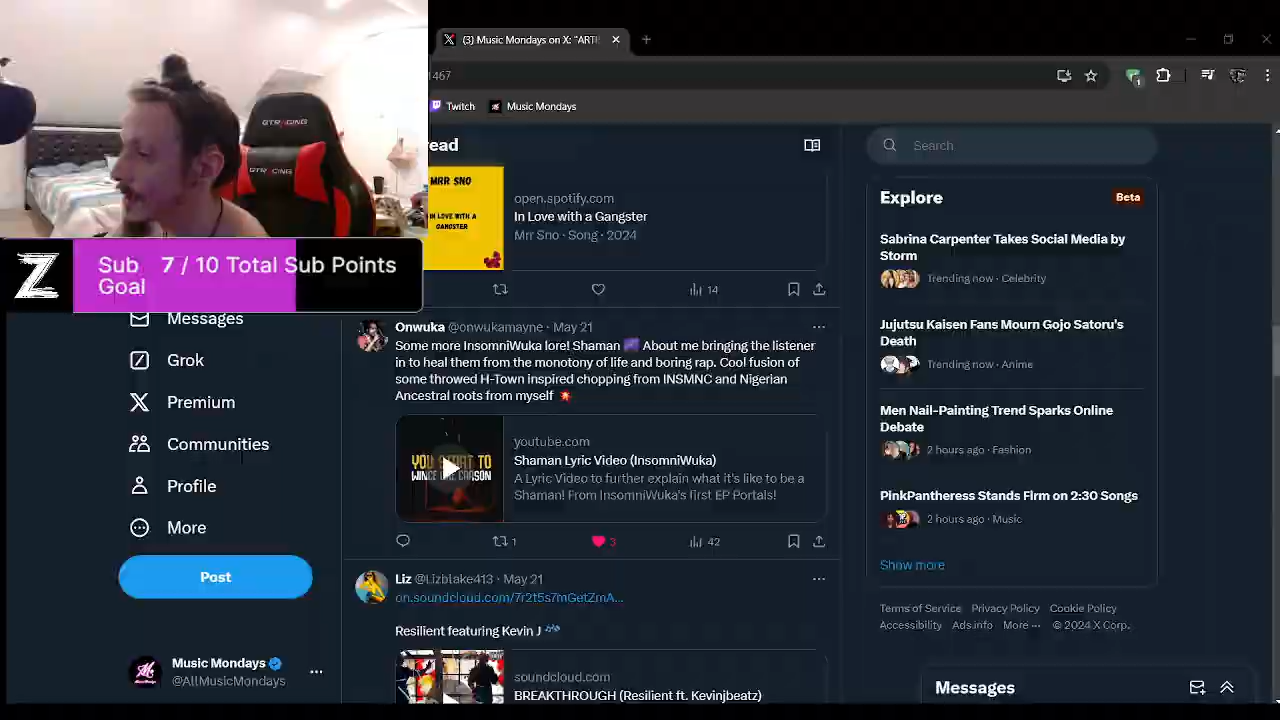 GTRACING
GTRACING
Z
Sub Goal
7 / 10 Total Sub Points
(3) Music Mondays on X: "ARTI
1467
Twitch
Music Mondays
read
MRR SNO
IN LOVE WITH A
GANGSTER
open.spotify.com
In Love with a Gangster
Mrr Sno · Song · 2024
14
Messages
Grok
Premium
Communities
Profile
More
Post
Music Mondays
@AllMusicMondays
Onwuka @onwukamayne · May 21
Some more InsomniWuka lore! Shaman About me bringing the listener
in to heal them from the monotony of life and boring rap. Cool fusion of
some throwed H-Town inspired chopping from INSMNC and Nigerian
Ancestral roots from myself
youtube.com
Shaman Lyric Video (InsomniWuka)
A Lyric Video to further explain what it's like to be a
Shaman! From InsomniWuka's first EP Portals!
1
3
42
Liz @Lizblake413 · May 21
on.soundcloud.com/7r2t5s7mGetZmA...
Resilient featuring Kevin J
soundcloud.com
BREAKTHROUGH (Resilient ft. Kevinjbeatz)
Search
Explore
Beta
Sabrina Carpenter Takes Social Media by
Storm
Trending now · Celebrity
Jujutsu Kaisen Fans Mourn Gojo Satoru's
Death
Trending now · Anime
Men Nail-Painting Trend Sparks Online
Debate
2 hours ago · Fashion
PinkPantheress Stands Firm on 2:30 Songs
2 hours ago · Music
Show more
Terms of Service Privacy Policy Cookie Policy
Accessibility Ads info More ··· © 2024 X Corp.
Messages